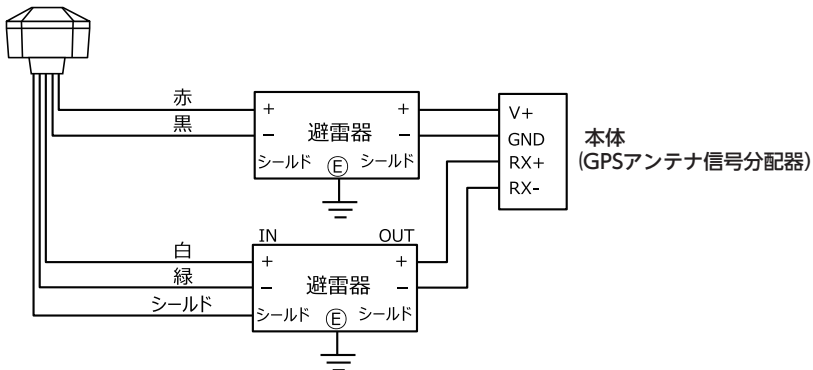 赤
黒
+ +
− 避雷器 −
シールド Ⓔ シールド
V+
GND
RX+
RX-
本体
(GPSアンテナ信号分配器)
IN OUT
白
緑
シールド
+ +
− 避雷器 −
シールド Ⓔ シールド